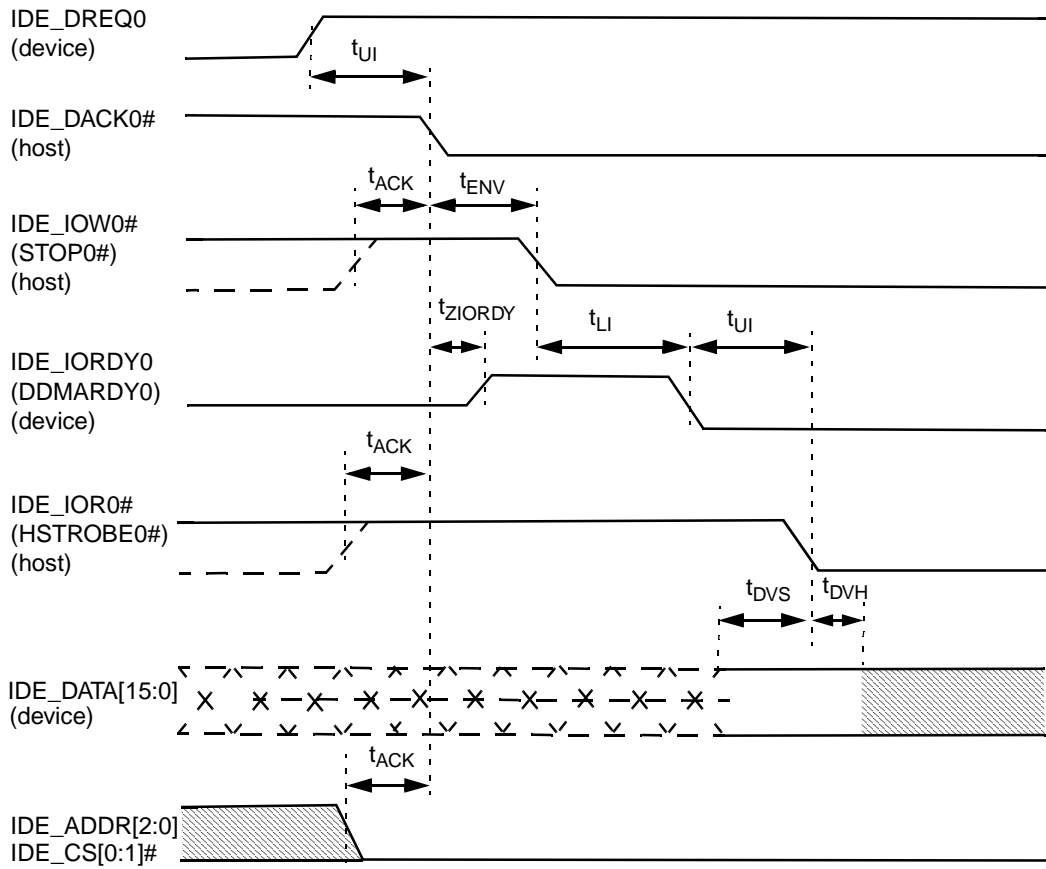 IDE_DREQ0
(device)
tUI
IDE_DACK0#
(host)
tACK
tENV
IDE_IOW0#
(STOP0#)
(host)
tZIORDY
tLI
tUI
IDE_IORDY0
(DDMARDY0)
(device)
tACK
IDE_IOR0#
(HSTROBE0#)
(host)
tDVS
tDVH
IDE_DATA[15:0]
(device)
tACK
IDE_ADDR[2:0]
IDE_CS[0:1]#